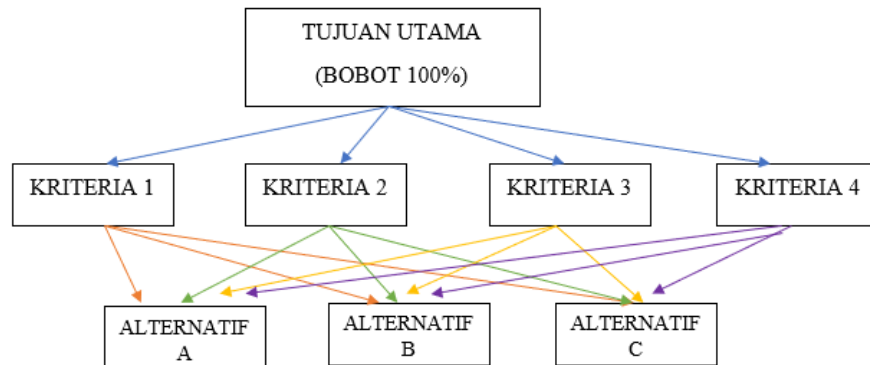 TUJUAN UTAMA
(BOBOT 100%)
KRITERIA 1
KRITERIA 2
KRITERIA 3
KRITERIA 4
ALTERNATIF
A
ALTERNATIF
B
ALTERNATIF
C